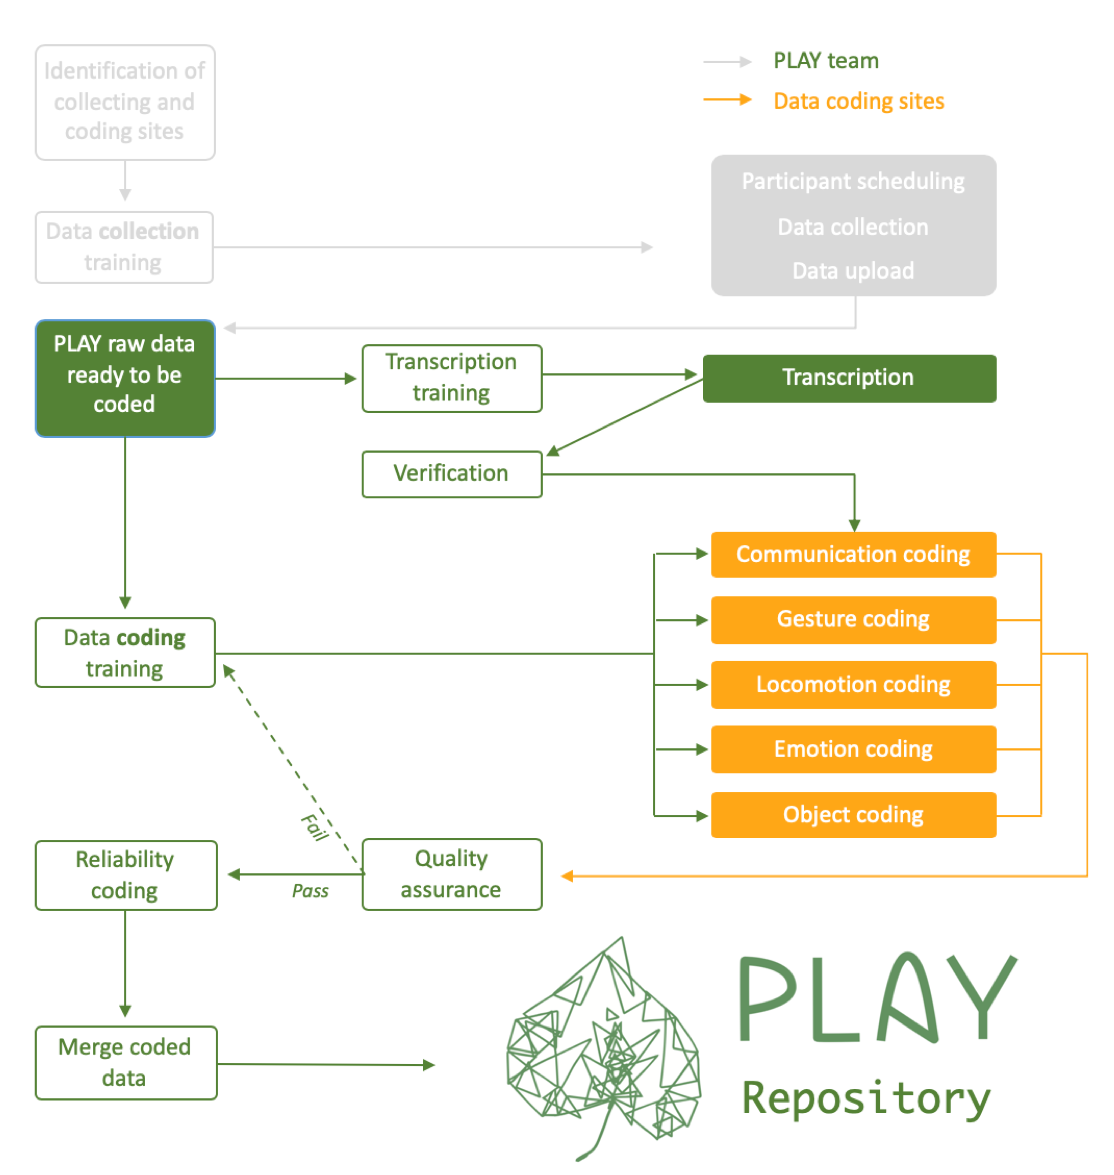 Identification of
collecting and
coding sites
PLAY team
Data coding sites
Participant scheduling
Data collection
Data upload
Data collection
training
PLAY raw data
ready to be
coded
Transcription
training
Transcription
Verification
Communication coding
Gesture coding
Locomotion coding
Emotion coding
Object coding
Data coding
training
Fail
Pass
Quality
assurance
Reliability
coding
Merge coded
data
PLAY
Repository